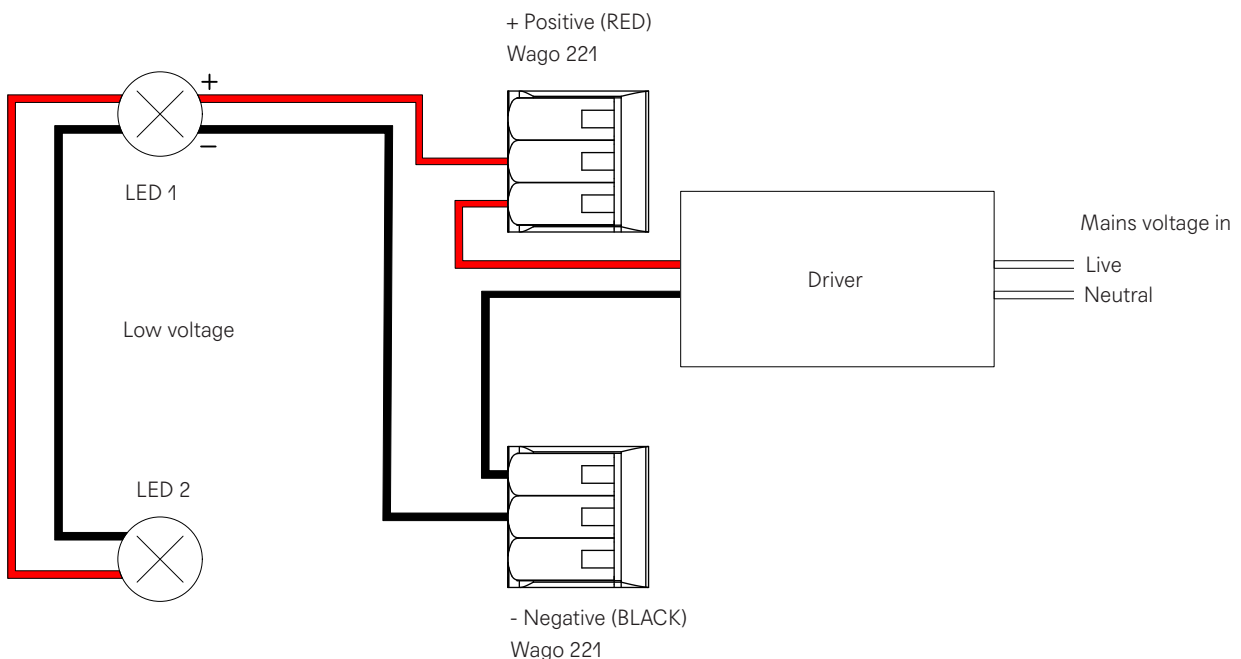 + Positive (RED)
Wago 221
+
–
LED 1
Mains voltage in
Live
Driver
Neutral
Low voltage
LED 2
- Negative (BLACK)
Wago 221